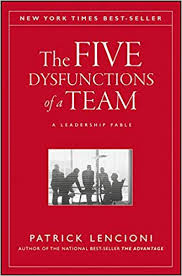 NEW YORK TIMES BEST-SELLER
The FIVE
DYSFUNCTIONS
of a TEAM
A LEADERSHIP FABLE
PATRICK LENCIONI
AUTHOR OF THE NATIONAL BEST-SELLER THE ADVANTAGE